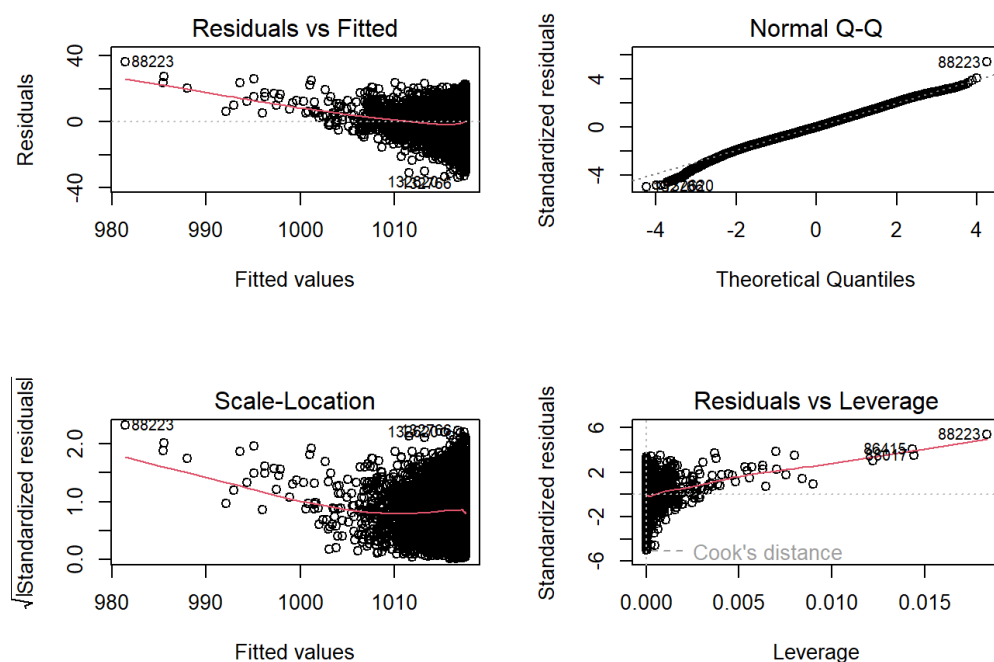 Residuals vs Fitted
Residuals
40
0
-40
88223
980
990
1000
1010
Fitted values
Normal Q-Q
Standardized residuals
4
0
-4
88223
-4
-2
0
2
4
Theoretical Quantiles
Scale-Location
√|Standardized residuals|
2.0
1.0
0.0
88223
980
990
1000
1010
Fitted values
Residuals vs Leverage
Standardized residuals
6
2
-2
-6
88223
86415
88017
Cook's distance
0.000
0.005
0.010
0.015
Leverage